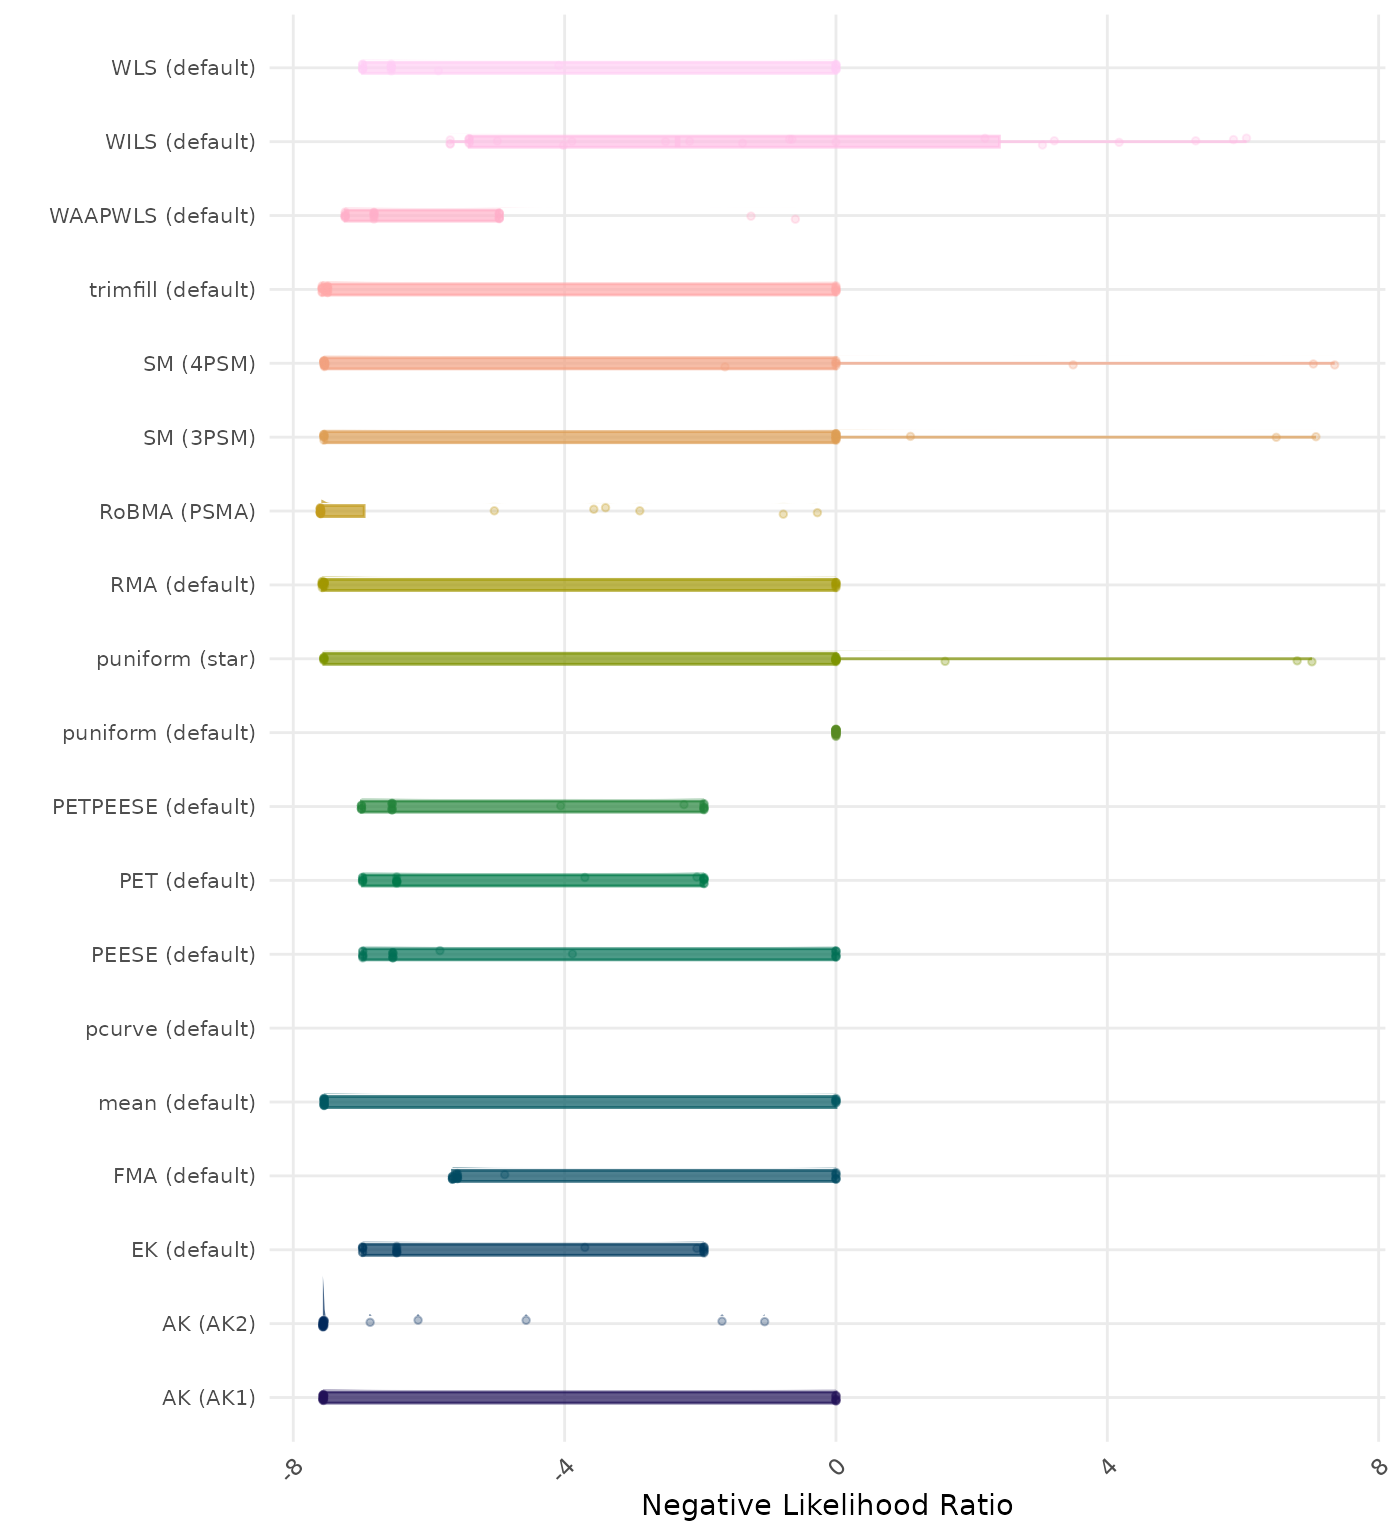 WLS (default)
WILS (default)
WAAPWLS (default)
trimfill (default)
SM (4PSM)
SM (3PSM)
RoBMA (PSMA)
RMA (default)
puniform (star)
puniform (default)
PETPEESE (default)
PET (default)
PEESE (default)
pcurve (default)
mean (default)
FMA (default)
EK (default)
AK (AK2)
AK (AK1)
-8 -4 0 4 8
Negative Likelihood Ratio